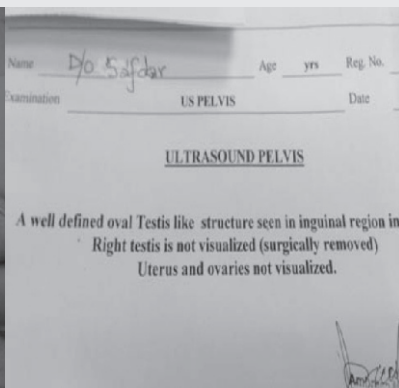 Name D/o Safdar Age yrs Reg. No.
Examination US PELVIS Date
ULTRASOUND PELVIS
A well defined oval Testis like structure seen in inguinal region in
Right testis is not visualized (surgically removed)
Uterus and ovaries not visualized.